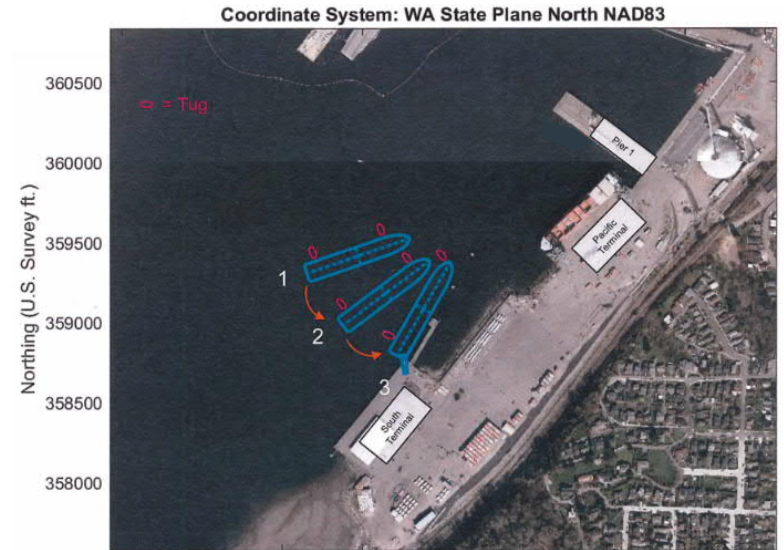 Coordinate System: WA State Plane North NAD83
360500
= Tug
360000
Pier 1
Pacific
Terminal
359500
1
359000
2
3
358500
South
Terminal
358000
Northing (U.S. Survey ft.)